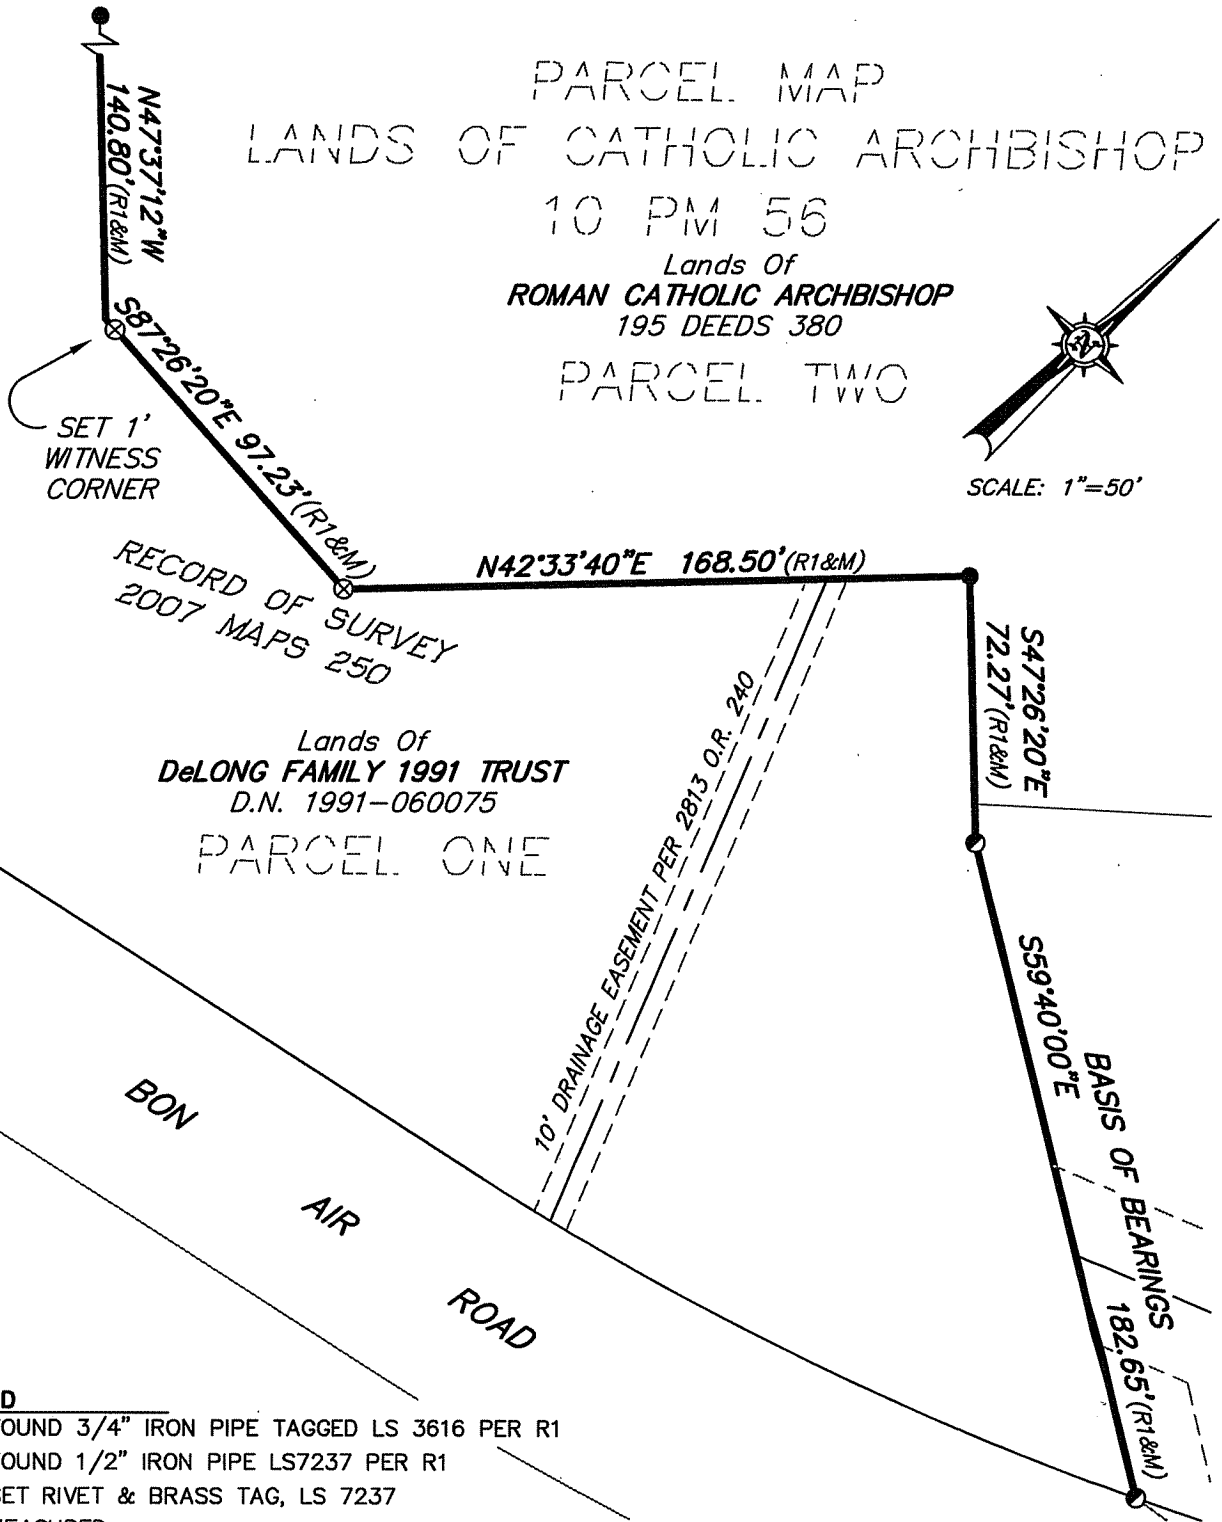 PARCEL MAP
LANDS OF CATHOLIC ARCHBISHOP
10 PM 56
Lands Of
ROMAN CATHOLIC ARCHBISHOP
195 DEEDS 380
PARCEL TWO
N47°37'12"W
140.80'(R1&M)
S87°26'20"E 97.23'(R1&M)
SET 1'
WITNESS
CORNER
SCALE: 1"=50'
RECORD OF SURVEY
2007 MAPS 250
N42°33'40"E 168.50'(R1&M)
S47°26'20"E
72.27'(R1&M)
Lands Of
DeLONG FAMILY 1991 TRUST
D.N. 1991-060075
PARCEL ONE
10' DRAINAGE EASEMENT PER 2813 O.R. 240
S59°40'00"E
BASIS OF BEARINGS
182.65'(R1&M)
BON AIR ROAD
D
OUND 3/4" IRON PIPE TAGGED LS 3616 PER R1
OUND 1/2" IRON PIPE LS7237 PER R1
SET RIVET & BRASS TAG, LS 7237